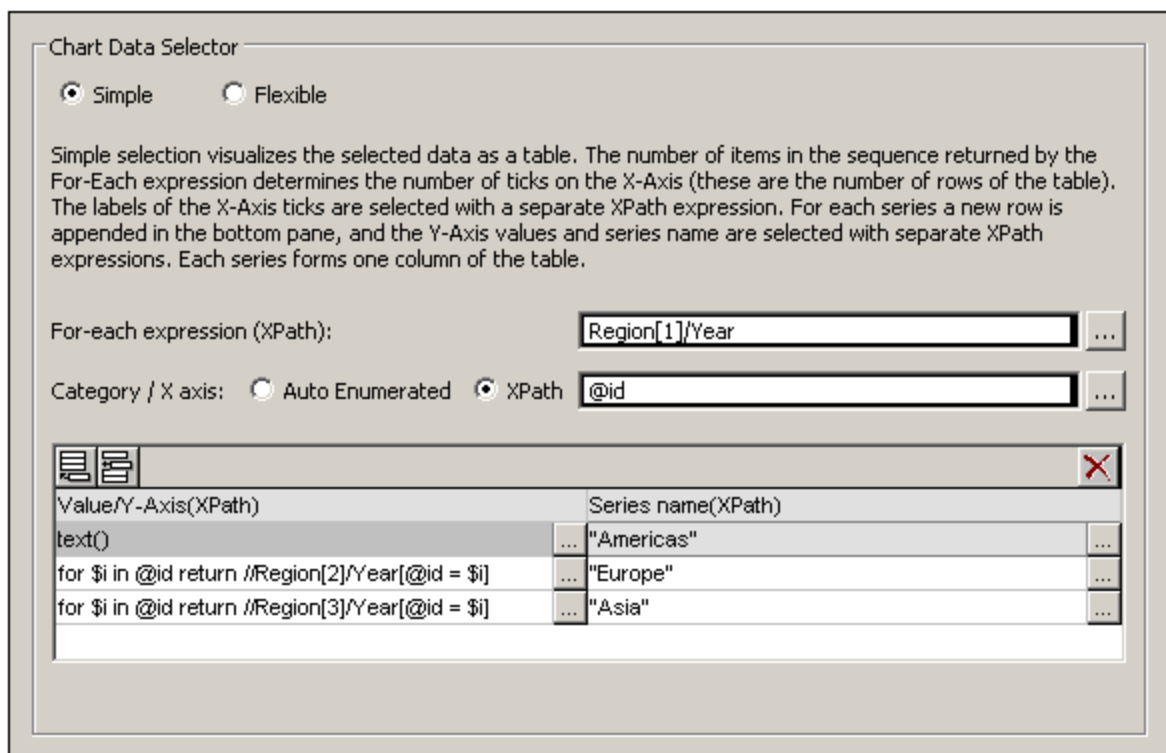 Chart Data Selector
Simple Flexible
Simple selection visualizes the selected data as a table. The number of items in the sequence returned by the
For-Each expression determines the number of ticks on the X-Axis (these are the number of rows of the table).
The labels of the X-Axis ticks are selected with a separate XPath expression. For each series a new row is
appended in the bottom pane, and the Y-Axis values and series name are selected with separate XPath
expressions. Each series forms one column of the table.
For-each expression (XPath): Region[1]/Year ...
Category / X axis: Auto Enumerated XPath @id ...
Value/Y-Axis(XPath) Series name(XPath)
text() ... "Americas" ...
for $i in @id return //Region[2]/Year[@id = $i] ... "Europe" ...
for $i in @id return //Region[3]/Year[@id = $i] ... "Asia" ...